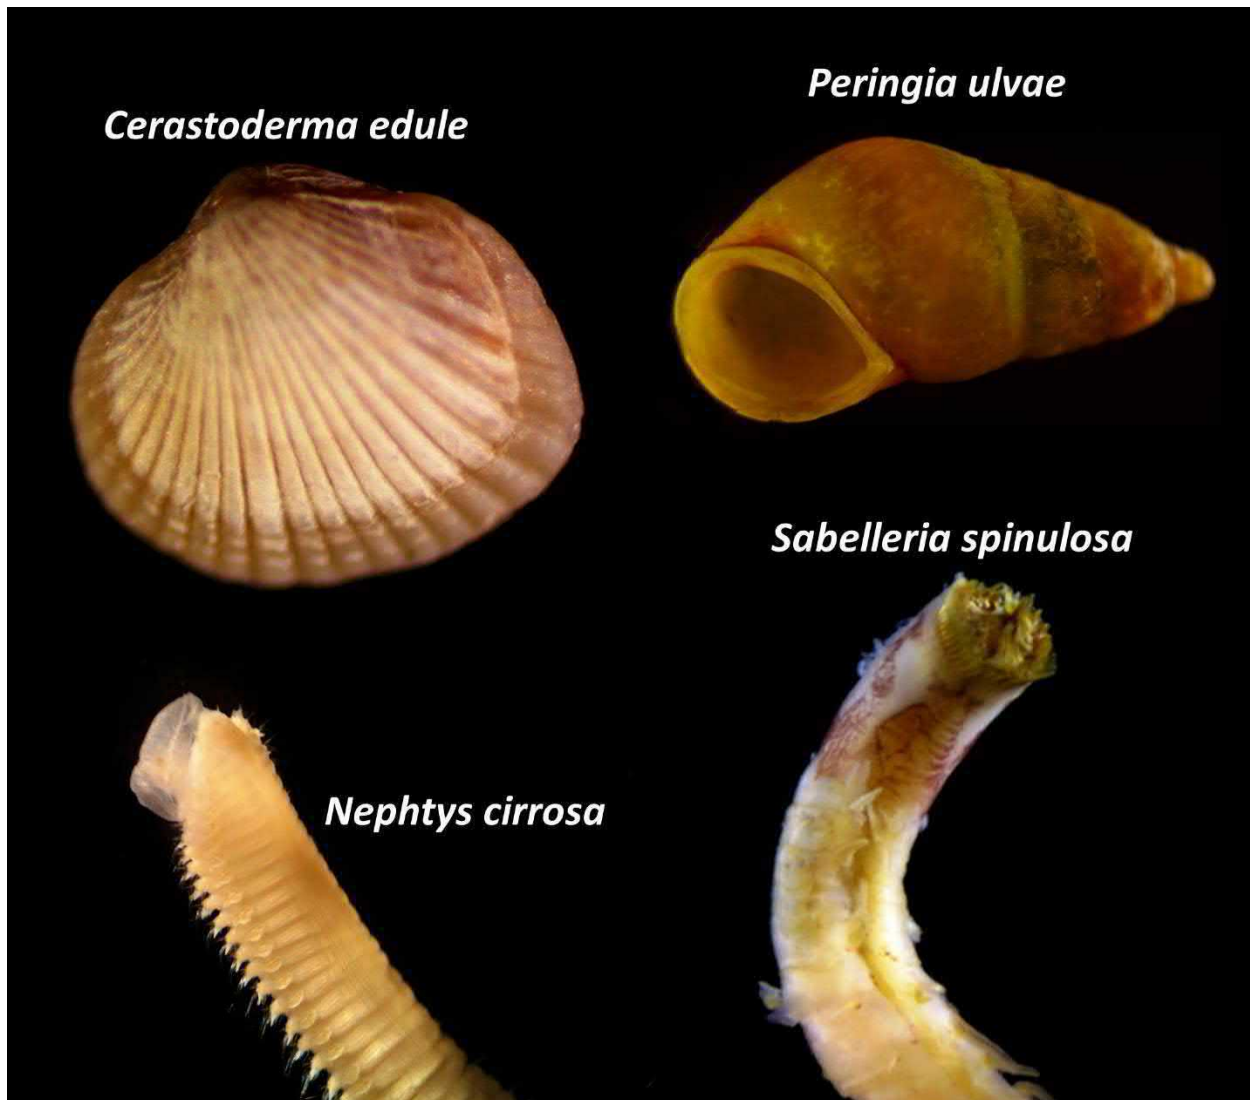 Peringia ulvae
Cerastoderma edule
Sabelleria spinulosa
Nephtys cirrosa